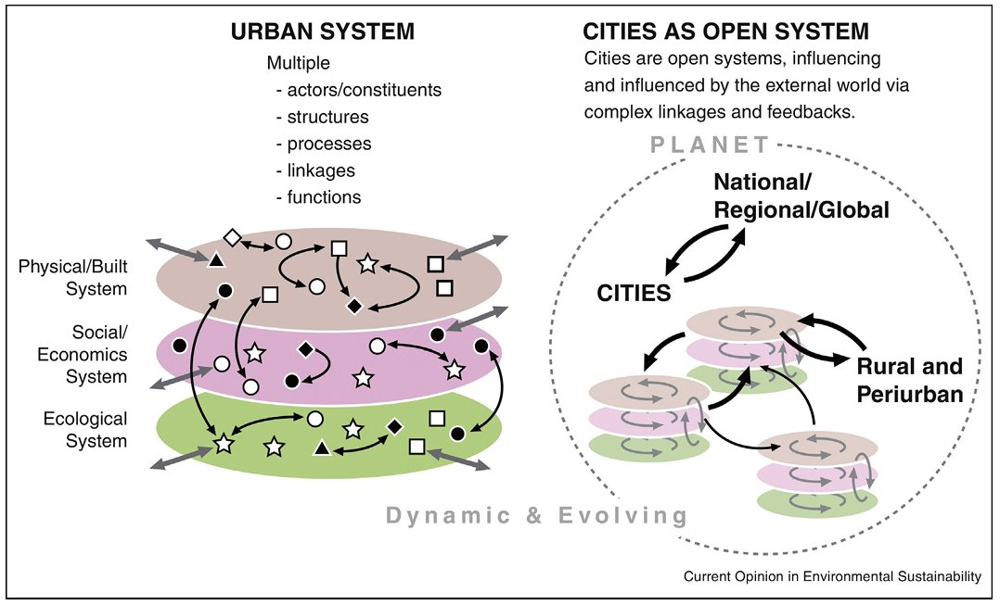 URBAN SYSTEM
Multiple
- actors/constituents
- structures
- processes
- linkages
- functions
Physical/Built
System
Social/
Economics
System
Ecological
System
CITIES AS OPEN SYSTEM
Cities are open systems, influencing
and influenced by the external world via
complex linkages and feedbacks.
PLANET
National/
Regional/Global
CITIES
Rural and
Periurban
Dynamic & Evolving
Current Opinion in Environmental Sustainability